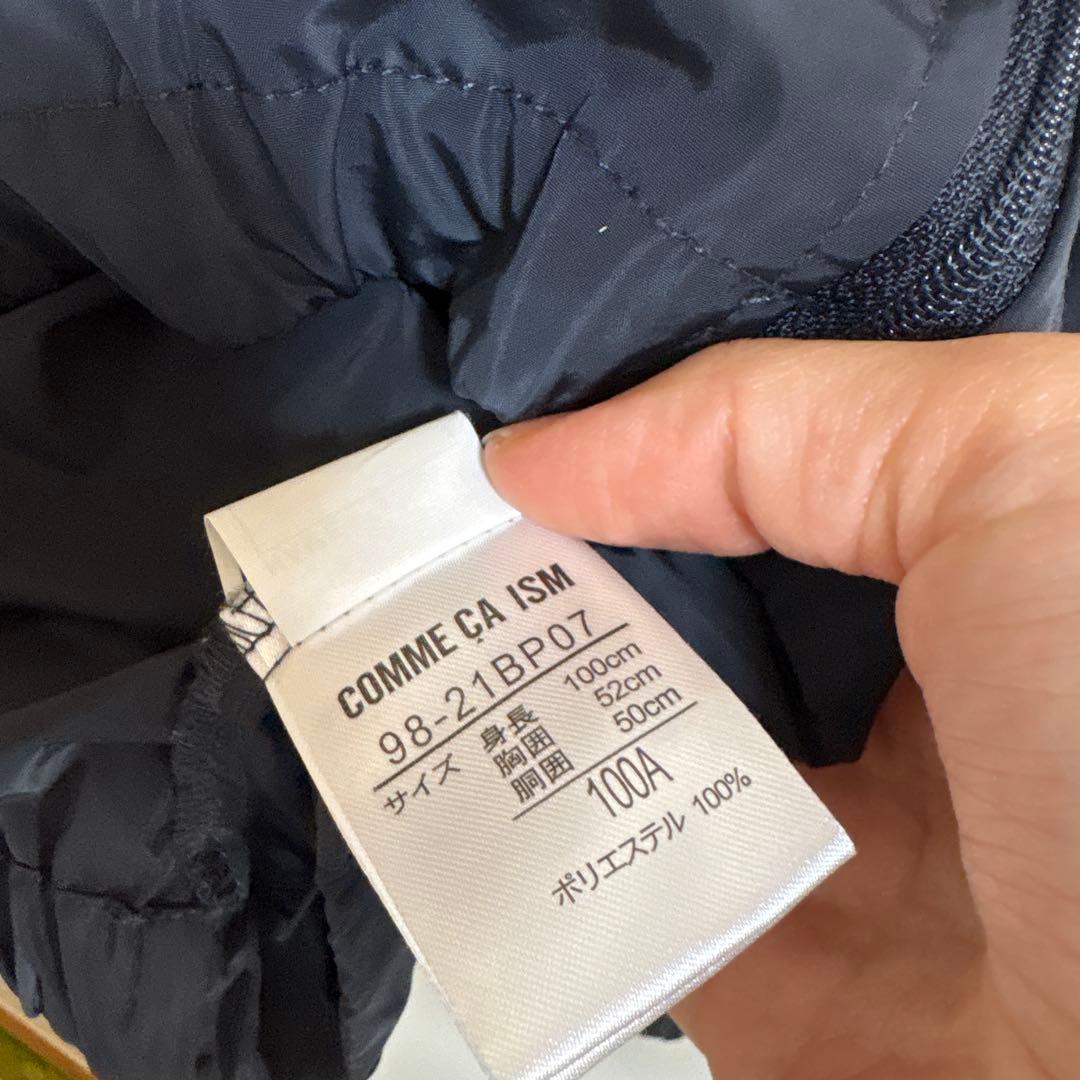 COMME ÇA ISM
98-21BP07
サイズ 身長 100cm
胸囲 52cm
胴囲 50cm
100A
ポリエステル 100%